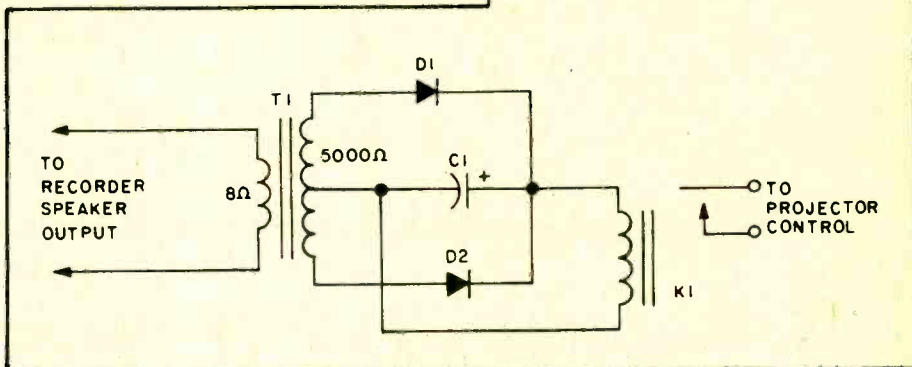 D1
T1
5000Ω
C1
+
TO
RECORDER
SPEAKER
OUTPUT
8Ω
TO
PROJECTOR
CONTROL
D2
K1